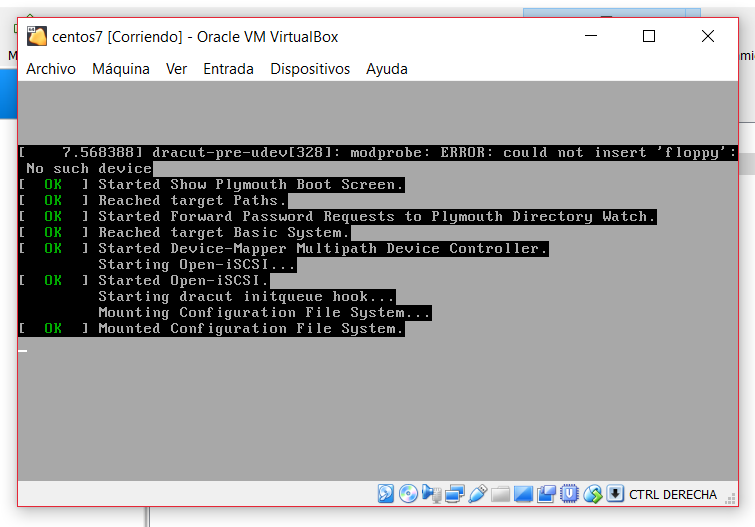 centos7 [Corriendo] - Oracle VM VirtualBox
Archivo Máquina Ver Entrada Dispositivos Ayuda
[    7.568388] dracut-pre-udev[328]: modprobe: ERROR: could not insert 'floppy':
No such device
[  OK  ] Started Show Plymouth Boot Screen.
[  OK  ] Reached target Paths.
[  OK  ] Started Forward Password Requests to Plymouth Directory Watch.
[  OK  ] Reached target Basic System.
[  OK  ] Started Device-Mapper Multipath Device Controller.
Starting Open-iSCSI...
[  OK  ] Started Open-iSCSI.
Starting dracut initqueue hook...
Mounting Configuration File System...
[  OK  ] Mounted Configuration File System.
CTRL DERECHA